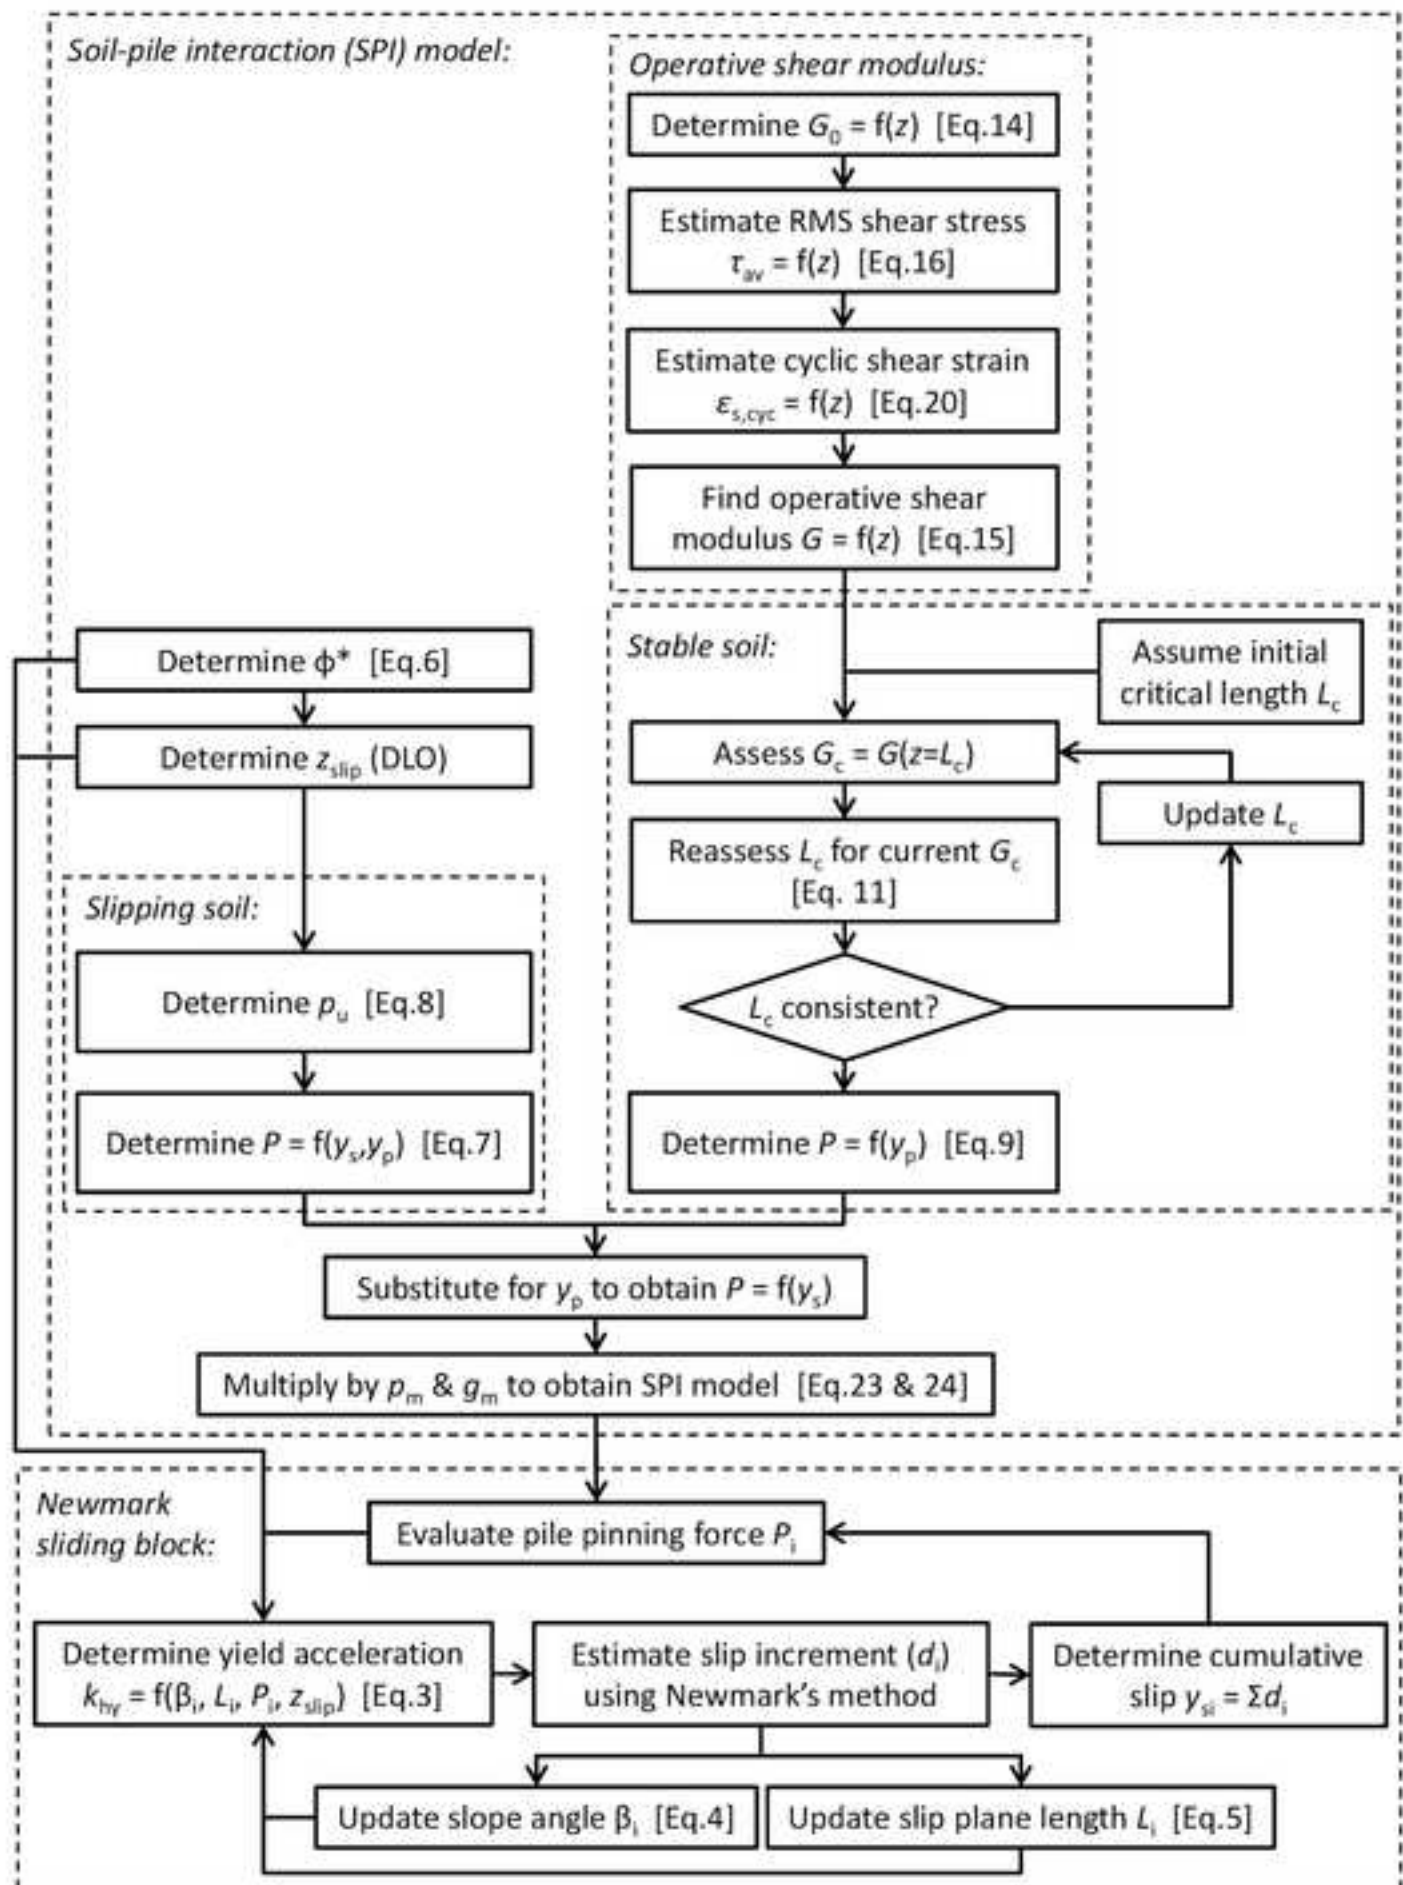 Soil-pile interaction (SPI) model:
Operative shear modulus:
Determine G₀ = f(z) [Eq.14]
Estimate RMS shear stress
τav = f(z) [Eq.16]
Estimate cyclic shear strain
εs,cyc = f(z) [Eq.20]
Find operative shear
modulus G = f(z) [Eq.15]
Determine ϕ* [Eq.6]
Determine zslip (DLO)
Slipping soil:
Determine pu [Eq.8]
Determine P = f(ys,yp) [Eq.7]
Stable soil:
Assume initial
critical length Lc
Assess Gc = G(z=Lc)
Update Lc
Reassess Lc for current Gc
[Eq. 11]
Lc consistent?
Determine P = f(yp) [Eq.9]
Substitute for yp to obtain P = f(ys)
Multiply by pm & gm to obtain SPI model [Eq.23 & 24]
Newmark
sliding block:
Evaluate pile pinning force Pi
Determine yield acceleration
khy = f(βi, Li, Pi, zslip) [Eq.3]
Estimate slip increment (di)
using Newmark's method
Determine cumulative
slip ysi = Σdi
Update slope angle βi [Eq.4]
Update slip plane length Li [Eq.5]